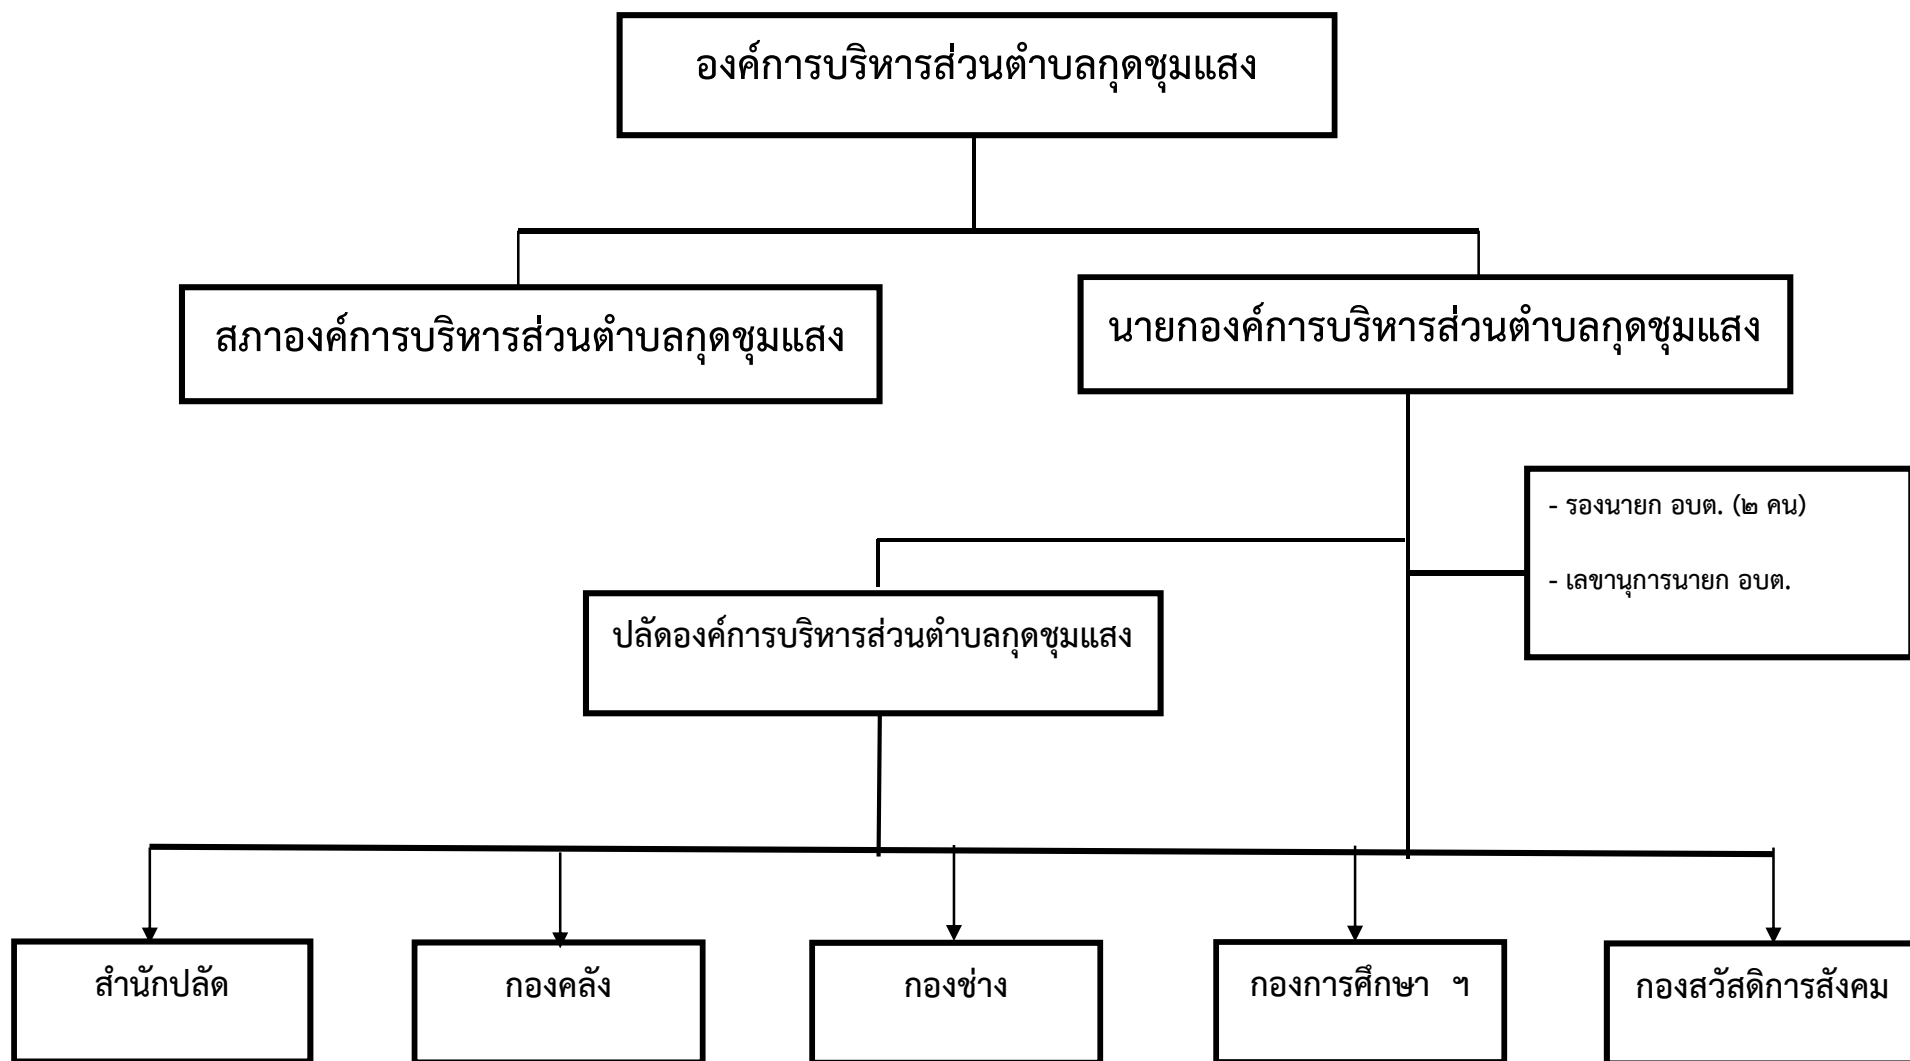 องค์การบริหารส่วนตำบลกุดชุมแสง
สภาองค์การบริหารส่วนตำบลกุดชุมแสง
นายกองค์การบริหารส่วนตำบลกุดชุมแสง
- รองนายก อบต. (๒ คน)
- เลขานุการนายก อบต.
ปลัดองค์การบริหารส่วนตำบลกุดชุมแสง
สำนักปลัด
กองคลัง
กองช่าง
กองการศึกษา ฯ
กองสวัสดิการสังคม